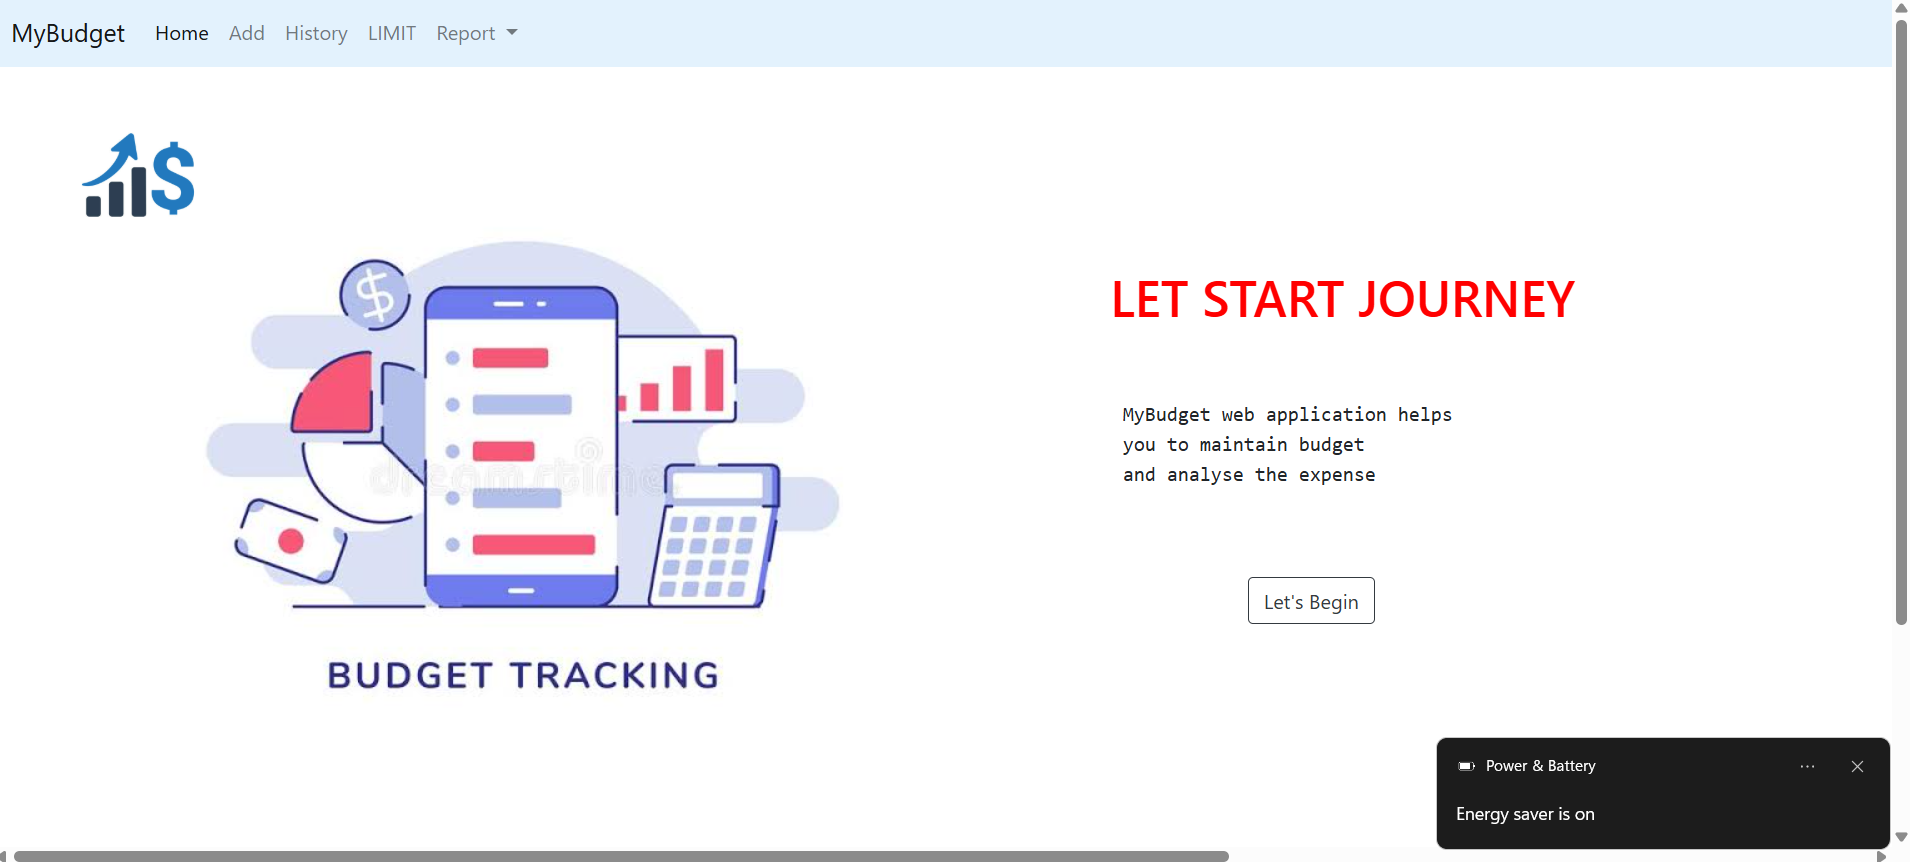 MyBudget Home Add History LIMIT Report
$
$
LET START JOURNEY
MyBudget web application helps
you to maintain budget
and analyse the expense
dreamstime
Let's Begin
BUDGET TRACKING
Power & Battery
Energy saver is on